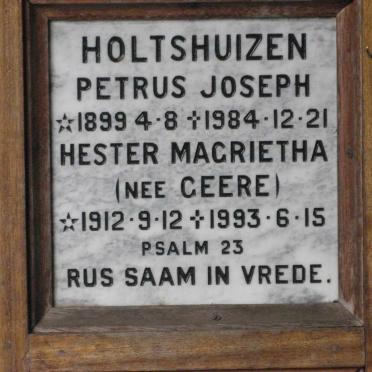 HOLTSHUIZEN
PETRUS JOSEPH
☆1899·4·8 ✝1984·12·21
HESTER MAGRIETHA
(NEE GEERE)
☆1912·9·12 ✝1993·6·15
PSALM 23
RUS SAAM IN VREDE.